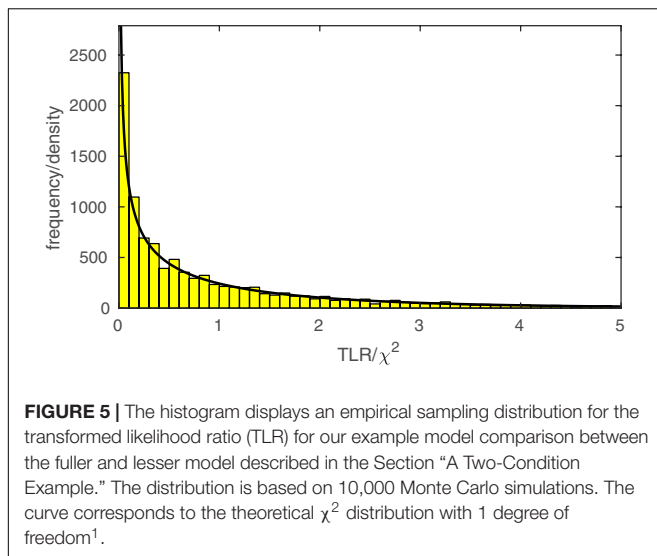 2500
2000
1500
1000
500
0
frequency/density
0 1 2 3 4 5
TLR/χ²
FIGURE 5 | The histogram displays an empirical sampling distribution for the
transformed likelihood ratio (TLR) for our example model comparison between
the fuller and lesser model described in the Section “A Two-Condition
Example.” The distribution is based on 10,000 Monte Carlo simulations. The
curve corresponds to the theoretical χ² distribution with 1 degree of
freedom¹.